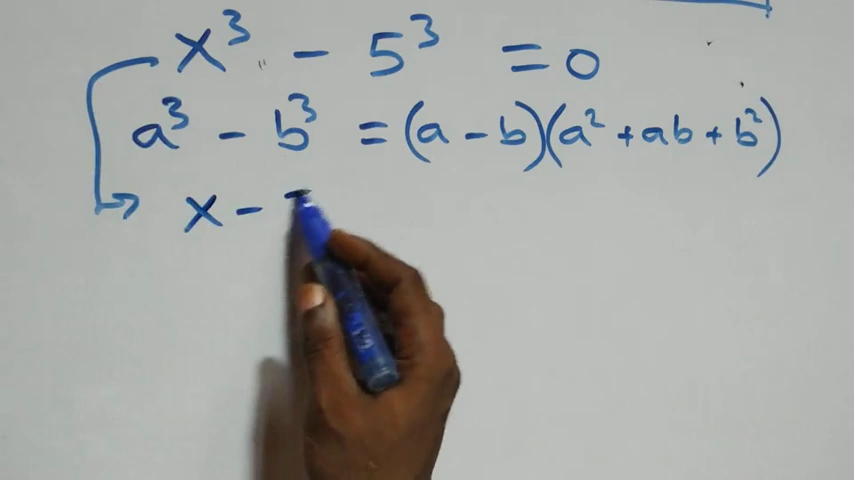 x³ - 5³ = 0
a³ - b³ = (a - b)(a² + ab + b²)
x -